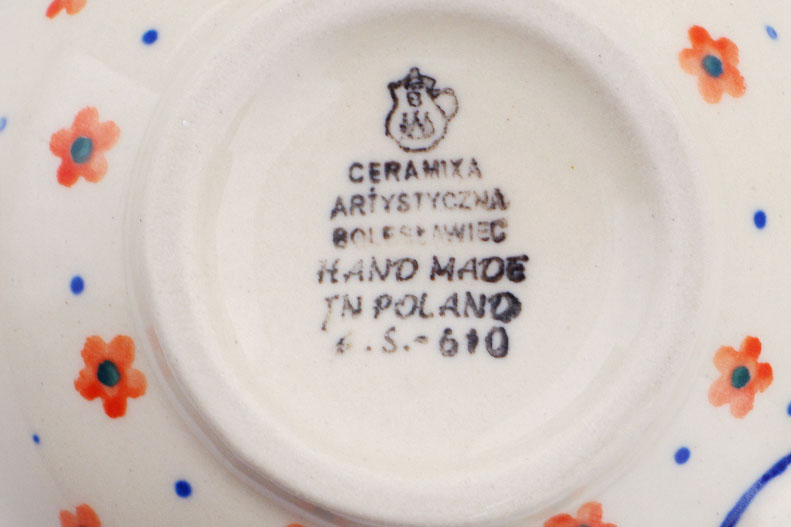 CERAMIKA
ARTYSTYCZNA
BOLESŁAWIEC
HAND MADE
IN POLAND
S.-610